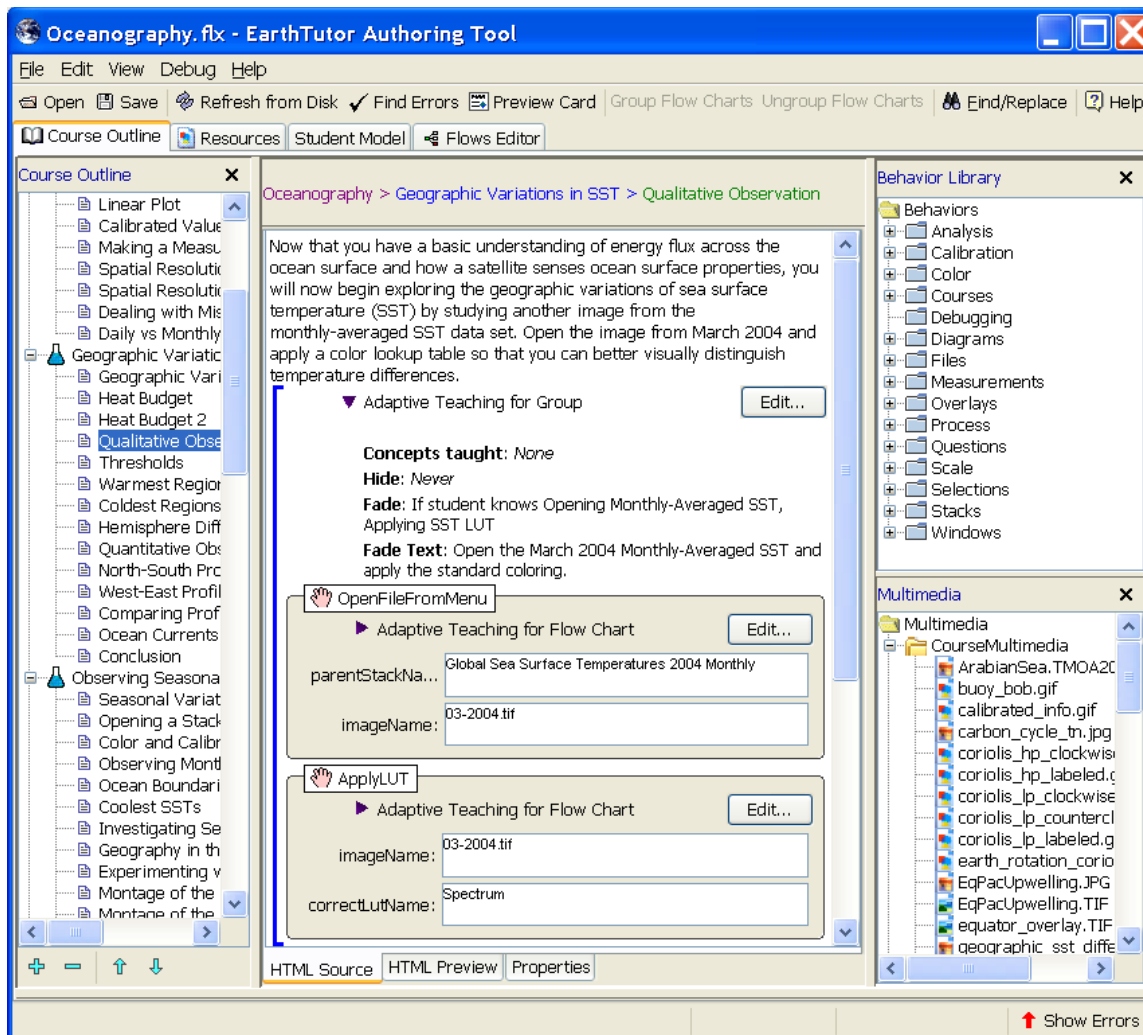 Oceanography.flx - EarthTutor Authoring Tool
File Edit View Debug Help
Open Save Refresh from Disk Find Errors Preview Card Group Flow Charts Ungroup Flow Charts Find/Replace Help
Course Outline Resources Student Model Flows Editor
Course Outline
Linear Plot
Calibrated Value
Making a Measu
Spatial Resolutic
Spatial Resolutic
Dealing with Mis
Daily vs Monthly
Geographic Variatic
Geographic Vari
Heat Budget
Heat Budget 2
Qualitative Obse
Thresholds
Warmest Region
Coldest Regions
Hemisphere Diff
Quantitative Obs
North-South Prc
West-East Profil
Comparing Prof
Ocean Currents
Conclusion
Observing Seasona
Seasonal Variat
Opening a Stack
Color and Calibr
Observing Mont
Ocean Boundari
Coolest SSTs
Investigating Se
Geography in th
Experimenting v
Montage of the
Montage of the
Oceanography > Geographic Variations in SST > Qualitative Observation
Now that you have a basic understanding of energy flux across the
ocean surface and how a satellite senses ocean surface properties, you
will now begin exploring the geographic variations of sea surface
temperature (SST) by studying another image from the
monthly-averaged SST data set. Open the image from March 2004 and
apply a color lookup table so that you can better visually distinguish
temperature differences.
Adaptive Teaching for Group Edit...
Concepts taught: None
Hide: Never
Fade: If student knows Opening Monthly-Averaged SST,
Applying SST LUT
Fade Text: Open the March 2004 Monthly-Averaged SST and
apply the standard coloring.
OpenFileFromMenu
Adaptive Teaching for Flow Chart Edit...
parentStackNa... Global Sea Surface Temperatures 2004 Monthly
imageName: 03-2004.tif
ApplyLUT
Adaptive Teaching for Flow Chart Edit...
imageName: 03-2004.tif
correctLutName: Spectrum
HTML Source HTML Preview Properties
Behavior Library
Behaviors
Analysis
Calibration
Color
Courses
Debugging
Diagrams
Files
Measurements
Overlays
Process
Questions
Scale
Selections
Stacks
Windows
Multimedia
Multimedia
CourseMultimedia
ArabianSea.TMOA20
buoy_bob.gif
calibrated_info.gif
carbon_cycle_tn.jpg
coriolis_hp_clockwis
coriolis_hp_labeled.g
coriolis_lp_clockwise
coriolis_lp_countercl
coriolis_lp_labeled.g
earth_rotation_corio
EqPacUpwelling.JPG
EqPacUpwelling.TIF
equator_overlay.TIF
geographic_sst_diffe
Show Errors